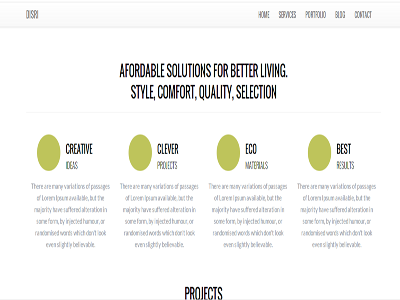 DISRI
HOME SERVICES PORTFOLIO BLOG CONTACT
AFORDABLE SOLUTIONS FOR BETTER LIVING.
STYLE, COMFORT, QUALITY, SELECTION
CREATIVE
IDEAS
There are many variations of passages
of Lorem Ipsum available, but the
majority have suffered alteration in
some form, by injected humour, or
randomised words which don't look
even slightly believable.
CLEVER
PROJECTS
There are many variations of passages
of Lorem Ipsum available, but the
majority have suffered alteration in
some form, by injected humour, or
randomised words which don't look
even slightly believable.
ECO
MATERIALS
There are many variations of passages
of Lorem Ipsum available, but the
majority have suffered alteration in
some form, by injected humour, or
randomised words which don't look
even slightly believable.
BEST
RESULTS
There are many variations of passages
of Lorem Ipsum available, but the
majority have suffered alteration in
some form, by injected humour, or
randomised words which don't look
even slightly believable.
PROJECTS